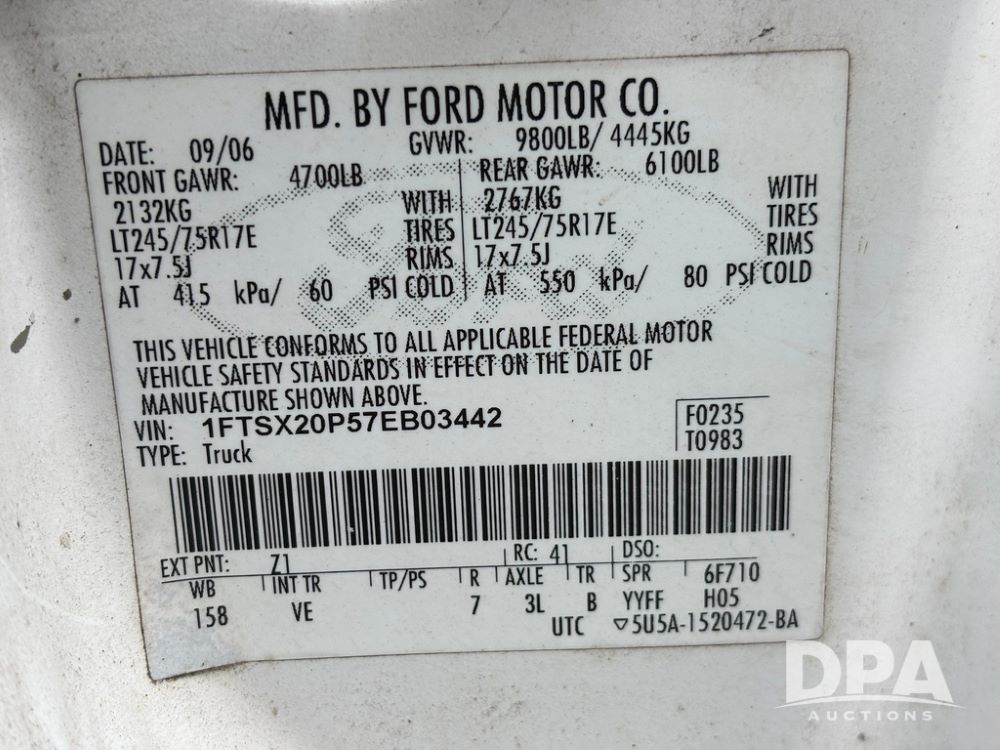 MFD. BY FORD MOTOR CO.
DATE: 09/06 GVWR: 9800LB/ 4445KG
FRONT GAWR: 4700LB REAR GAWR: 6100LB
2132KG WITH 2767KG WITH
LT245/75R17E TIRES LT245/75R17E TIRES
17x7.5J RIMS 17x7.5J RIMS
AT 415 kPa/ 60 PSI COLD AT 550 kPa/ 80 PSI COLD
THIS VEHICLE CONFORMS TO ALL APPLICABLE FEDERAL MOTOR
VEHICLE SAFETY STANDARDS IN EFFECT ON THE DATE OF
MANUFACTURE SHOWN ABOVE.
VIN: 1FTSX20P57EB03442 F0235
TYPE: Truck T0983
EXT PNT: Z1 RC: 41 DSO:
WB INT TR TP/PS R AXLE TR SPR 6F710
158 VE 7 3L B YYFF H05
UTC ▽5U5A-1520472-BA
DPA
AUCTIONS